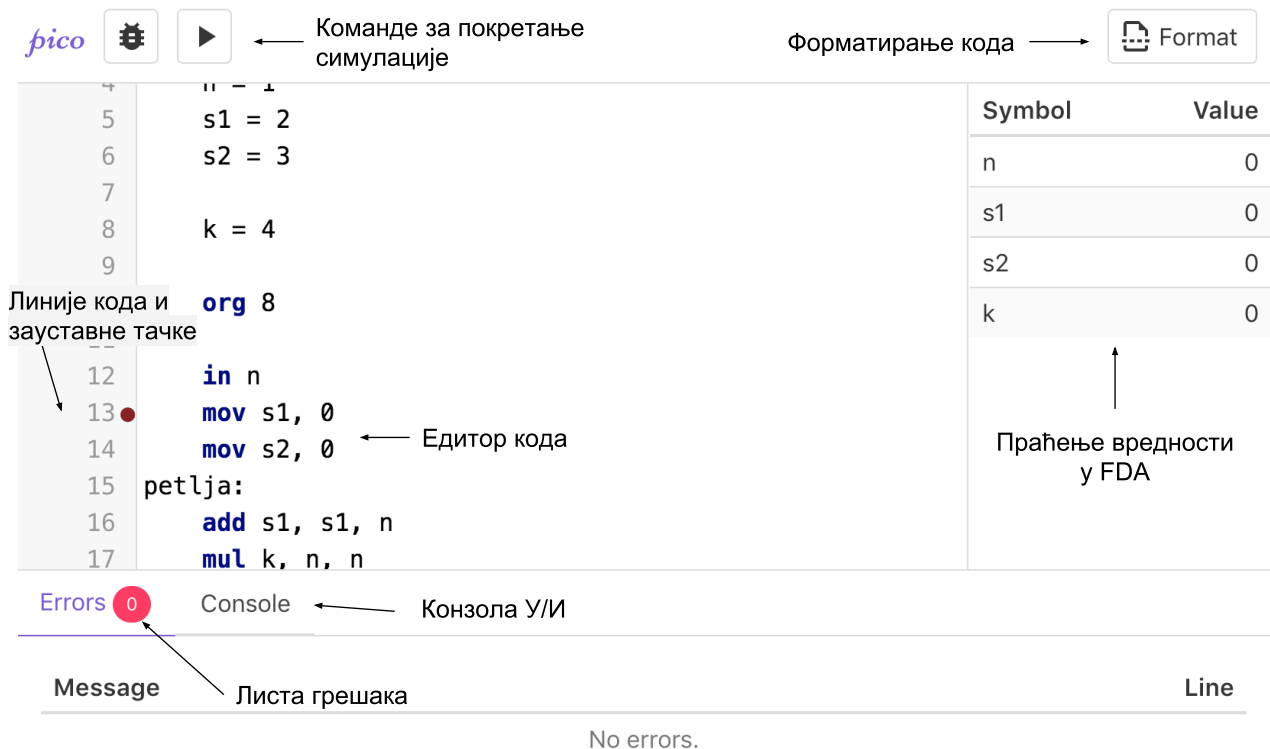 pico
Команде за покретање
симулације
Форматирање кода
Format
4 n = 1
5 s1 = 2
6 s2 = 3
7
8 k = 4
9
org 8
Линије кода и
зауставне тачке
12 in n
13 mov s1, 0
14 mov s2, 0
15 petlja:
16 add s1, s1, n
17 mul k, n, n
Едитор кода
Symbol Value
n 0
s1 0
s2 0
k 0
Праћење вредности
у FDA
Errors 0
Console
Конзола У/И
Листа грешака
Message Line
No errors.